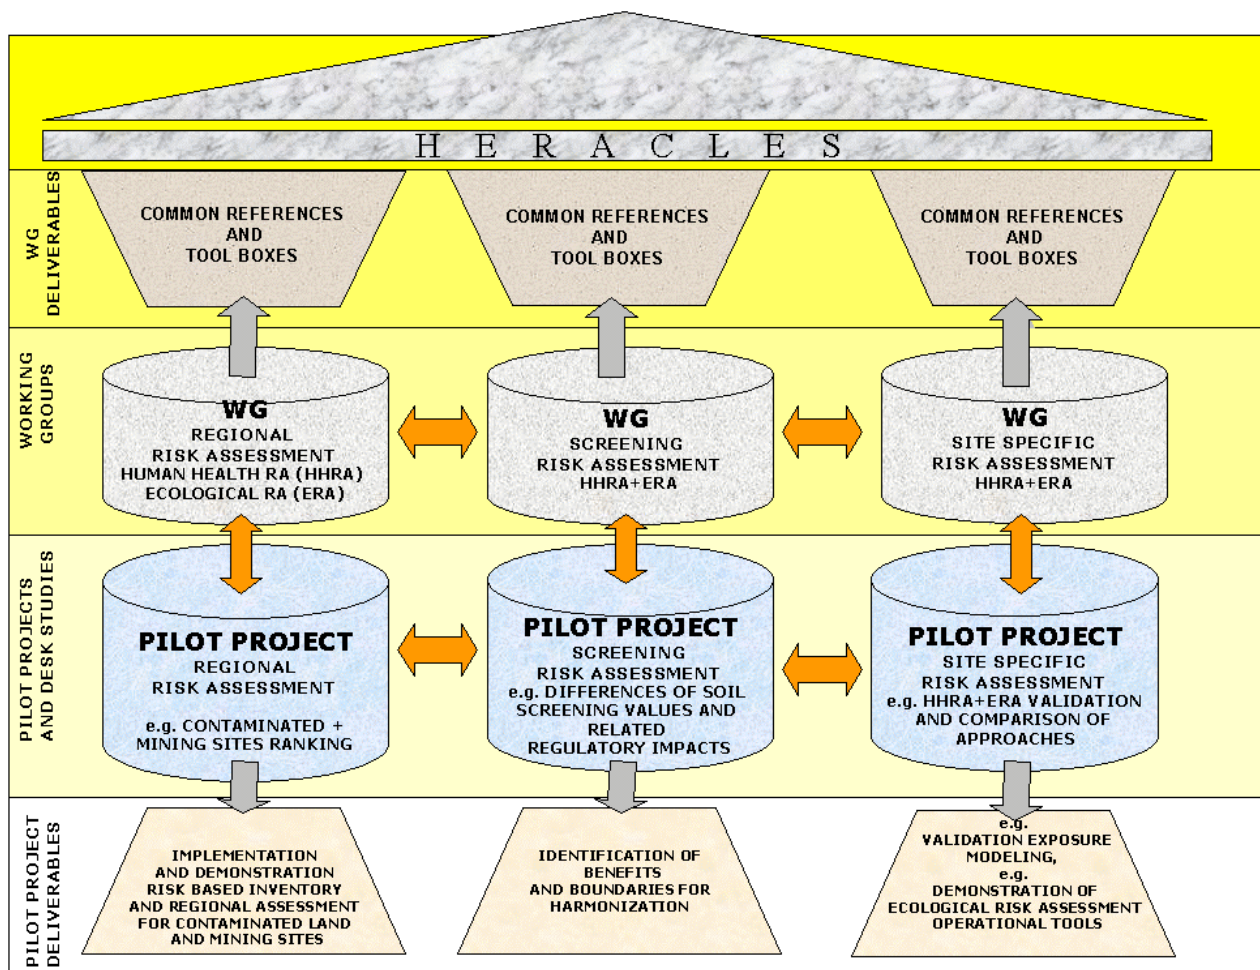 H E R A C L E S
WG
DELIVERABLES
COMMON REFERENCES
AND
TOOL BOXES
COMMON REFERENCES
AND
TOOL BOXES
COMMON REFERENCES
AND
TOOL BOXES
WORKING
GROUPS
WG
REGIONAL
RISK ASSESSMENT
HUMAN HEALTH RA (HHRA)
ECOLOGICAL RA (ERA)
WG
SCREENING
RISK ASSESSMENT
HHRA+ERA
WG
SITE SPECIFIC
RISK ASSESSMENT
HHRA+ERA
PILOT PROJECTS
AND DESK STUDIES
PILOT PROJECT
REGIONAL
RISK ASSESSMENT
e.g. CONTAMINATED +
MINING SITES RANKING
PILOT PROJECT
SCREENING
RISK ASSESSMENT
e.g. DIFFERENCES OF SOIL
SCREENING VALUES AND
RELATED
REGULATORY IMPACTS
PILOT PROJECT
SITE SPECIFIC
RISK ASSESSMENT
e.g. HHRA+ERA VALIDATION
AND COMPARISON OF
APPROACHES
PILOT PROJECT
DELIVERABLES
IMPLEMENTATION
AND DEMONSTRATION
RISK BASED INVENTORY
AND REGIONAL ASSESSMENT
FOR CONTAMINATED LAND
AND MINING SITES
IDENTIFICATION OF
BENEFITS
AND BOUNDARIES FOR
HARMONIZATION
e.g.
VALIDATION EXPOSURE
MODELING,
e.g.
DEMONSTRATION OF
ECOLOGICAL RISK ASSESSMENT
OPERATIONAL TOOLS